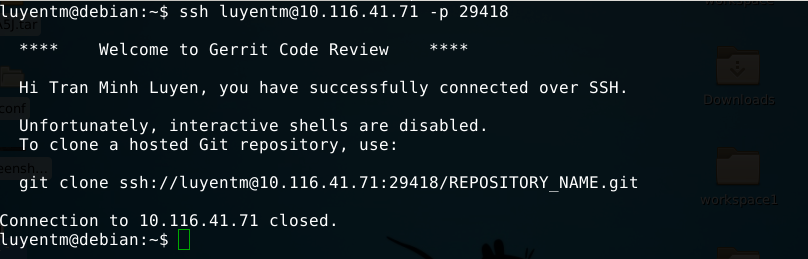 luyentm@debian:~$ ssh luyentm@10.116.41.71 -p 29418
**** Welcome to Gerrit Code Review ****
Hi Tran Minh Luyen, you have successfully connected over SSH.
Unfortunately, interactive shells are disabled.
To clone a hosted Git repository, use:
git clone ssh://luyentm@10.116.41.71:29418/REPOSITORY_NAME.git
Connection to 10.116.41.71 closed.
luyentm@debian:~$
Downloads
workspace1